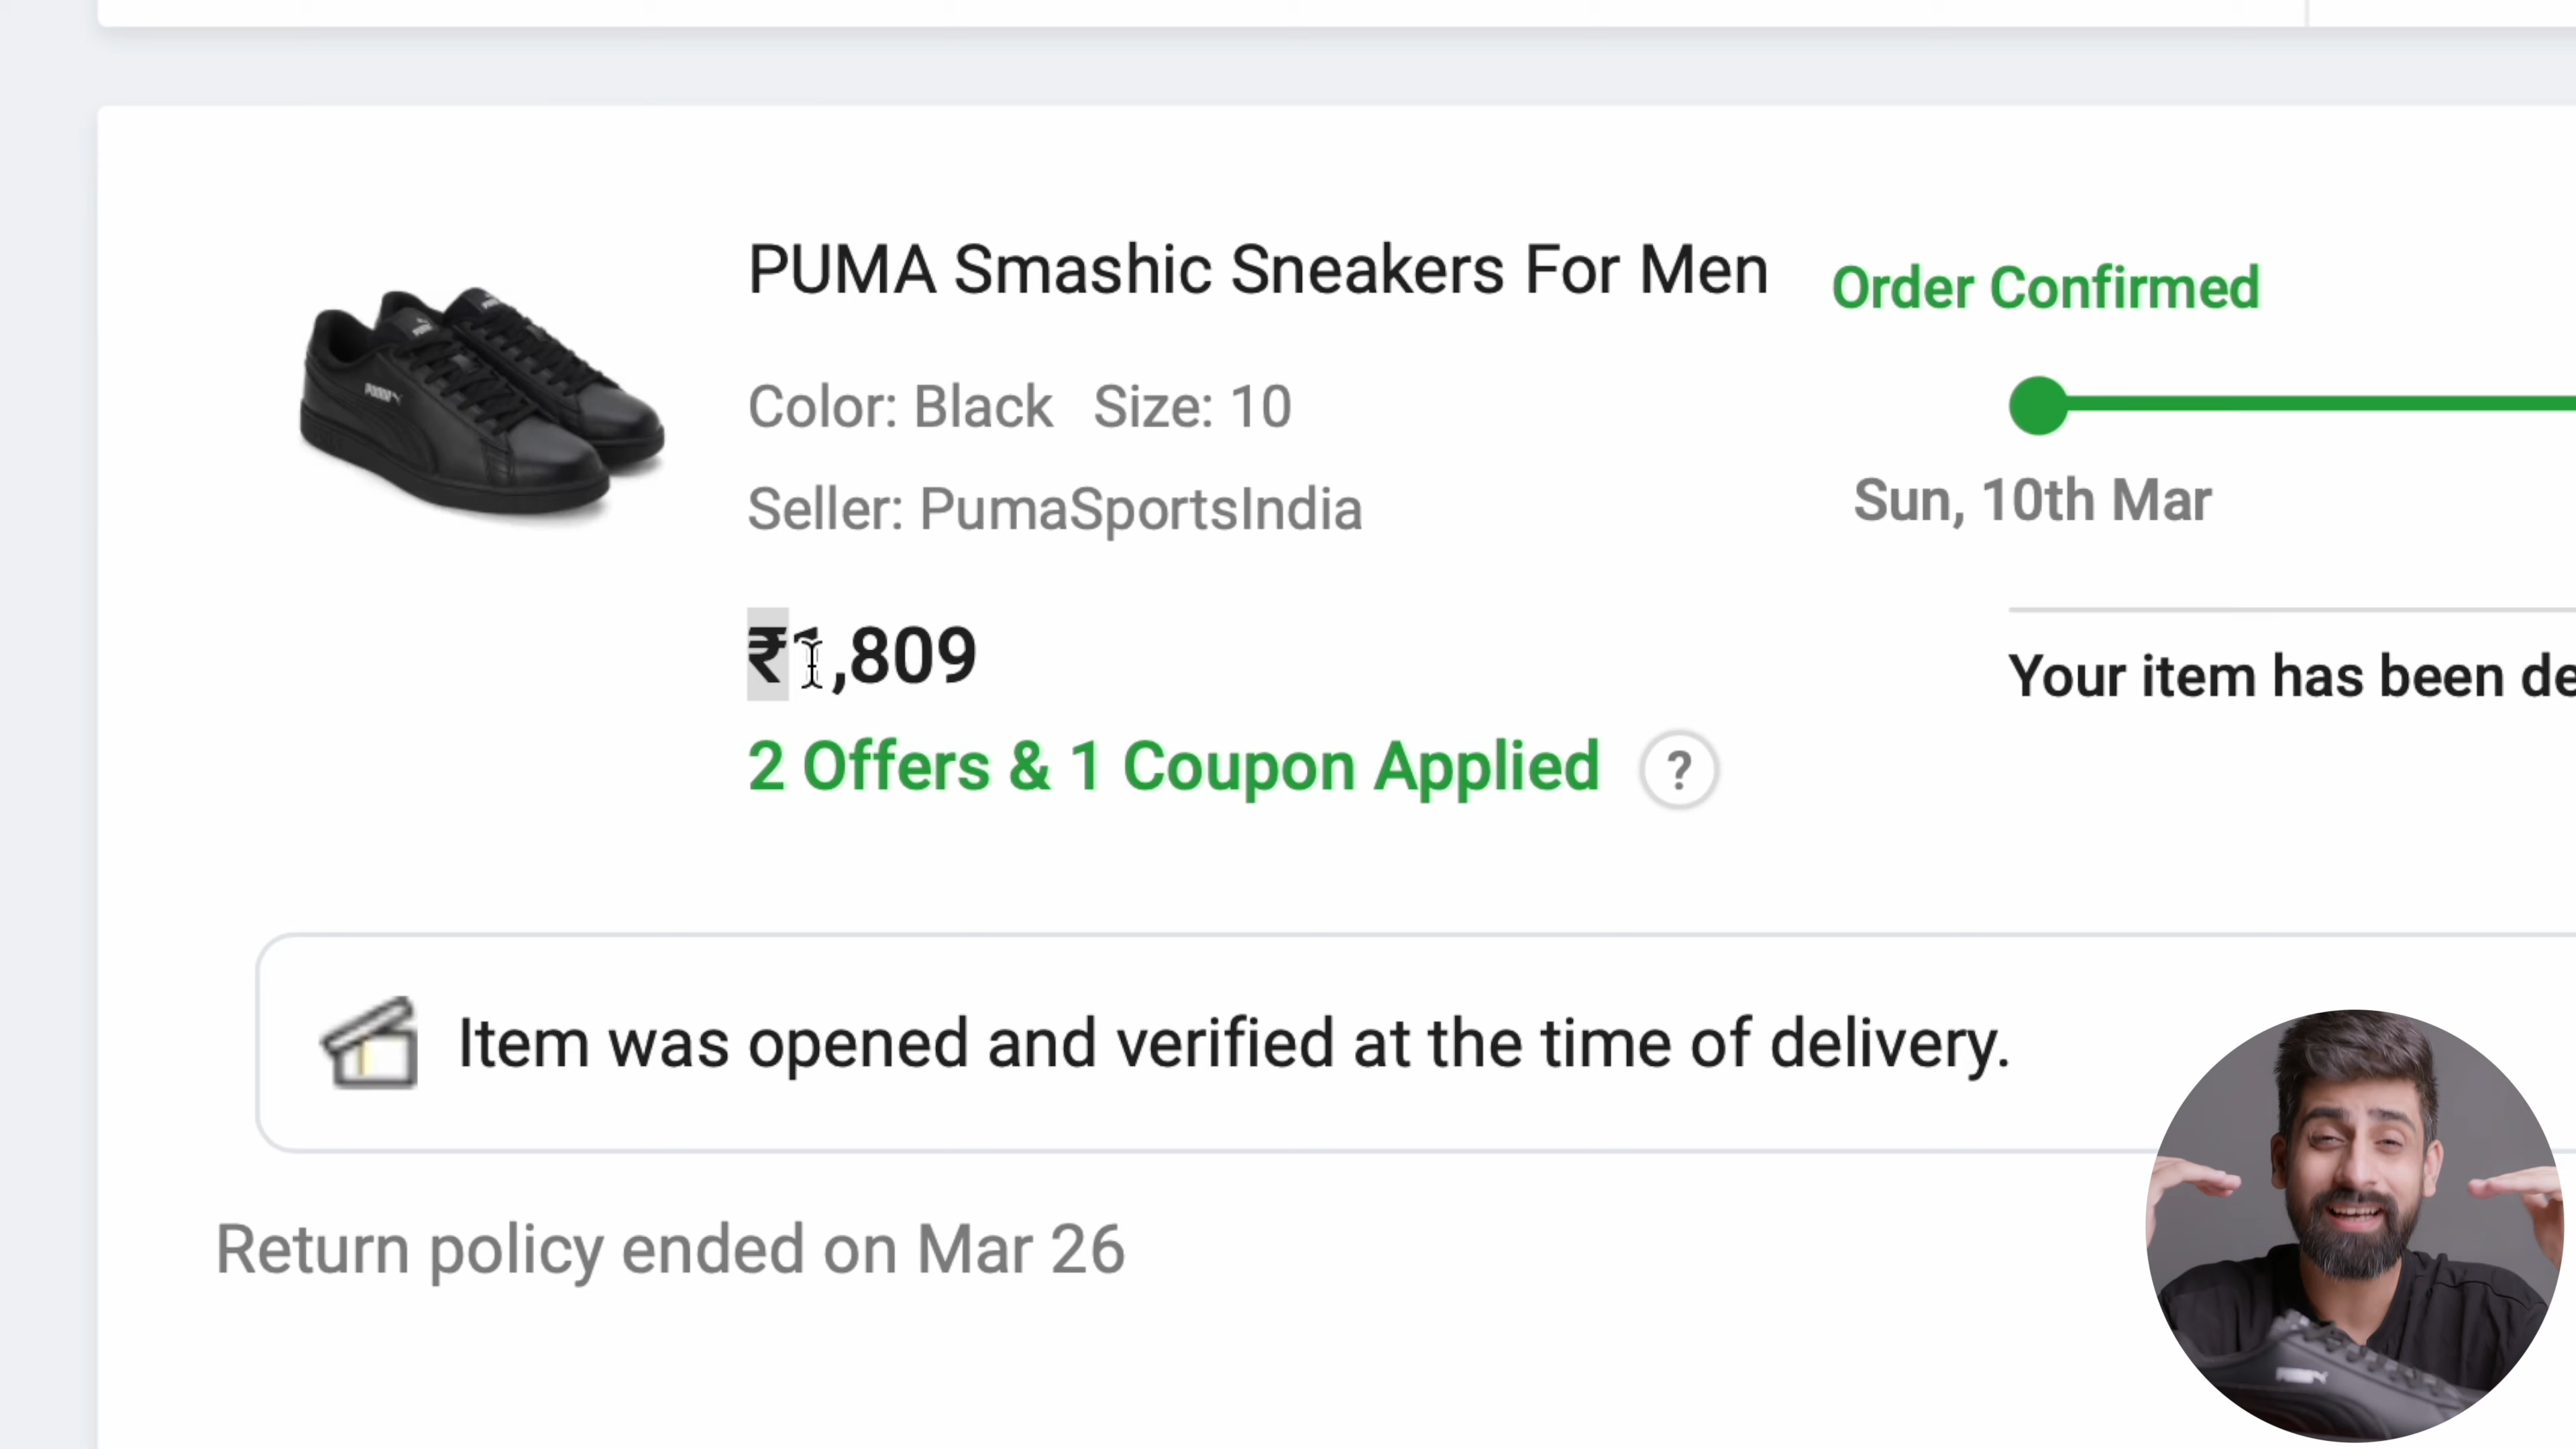 PUMA Smashic Sneakers For Men
Color: Black Size: 10
Seller: PumaSportsIndia
₹1,809
2 Offers & 1 Coupon Applied ?
Order Confirmed
Sun, 10th Mar
Your item has been de
Item was opened and verified at the time of delivery.
Return policy ended on Mar 26